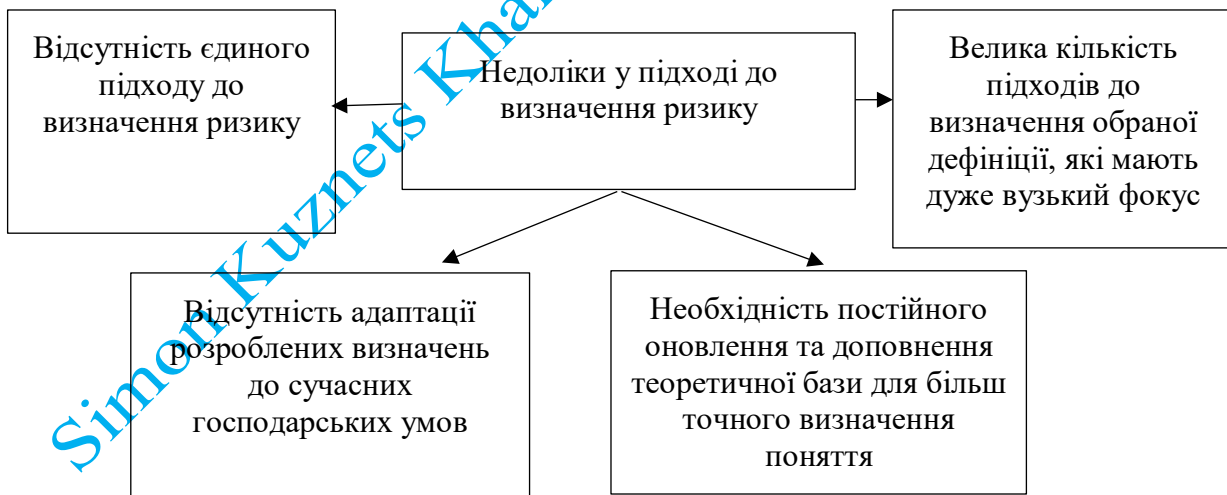 Відсутність єдиного
підходу до
визначення ризику
Недоліки у підході до
визначення ризику
Велика кількість
підходів до
визначення обраної
дефініції, які мають
дуже вузький фокус
Відсутність адаптації
розроблених визначень
до сучасних
господарських умов
Необхідність постійного
оновлення та доповнення
теоретичної бази для більш
точного визначення
поняття
Simon Kuznets